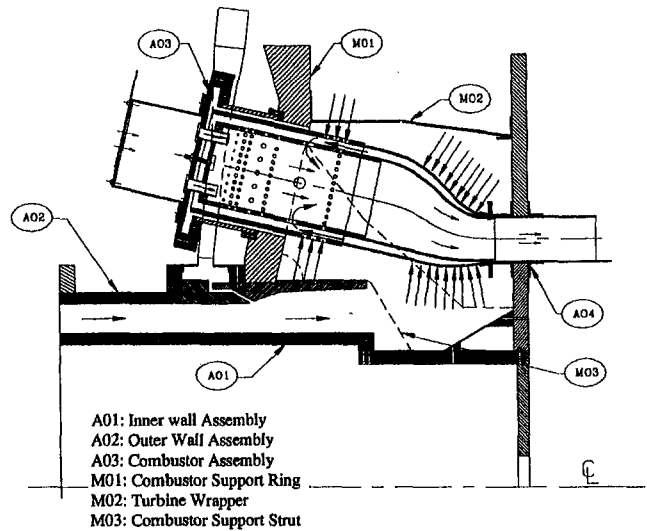 A03
M01
M02
A02
A04
A01
M03
A01: Inner wall Assembly
A02: Outer Wall Assembly
A03: Combustor Assembly
M01: Combustor Support Ring
M02: Turbine Wrapper
M03: Combustor Support Strut
CL